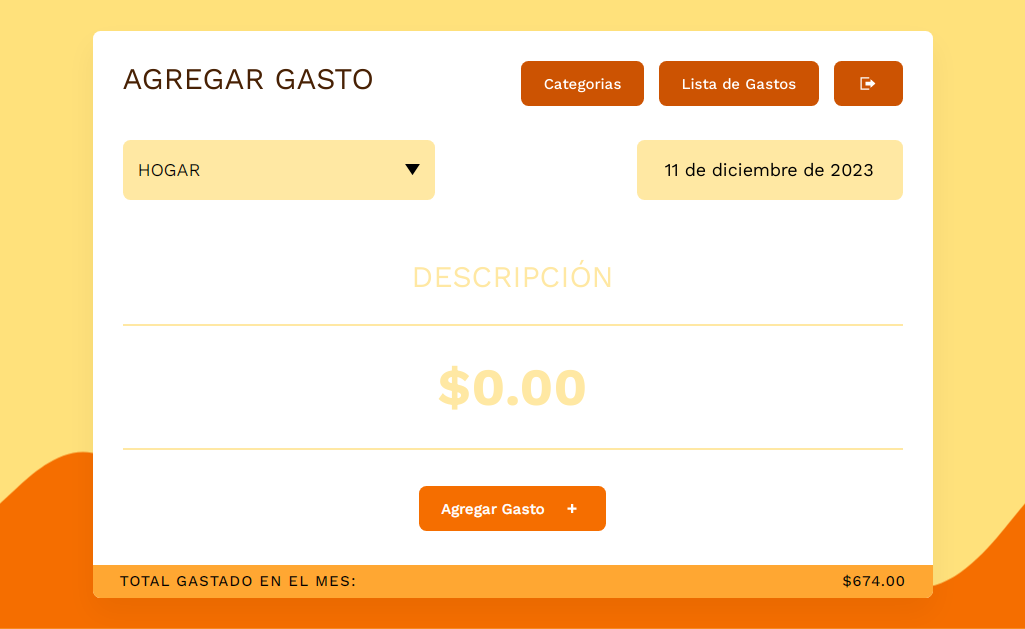 AGREGAR GASTO
Categorias
Lista de Gastos
HOGAR
11 de diciembre de 2023
DESCRIPCIÓN
$0.00
Agregar Gasto +
TOTAL GASTADO EN EL MES: $674.00